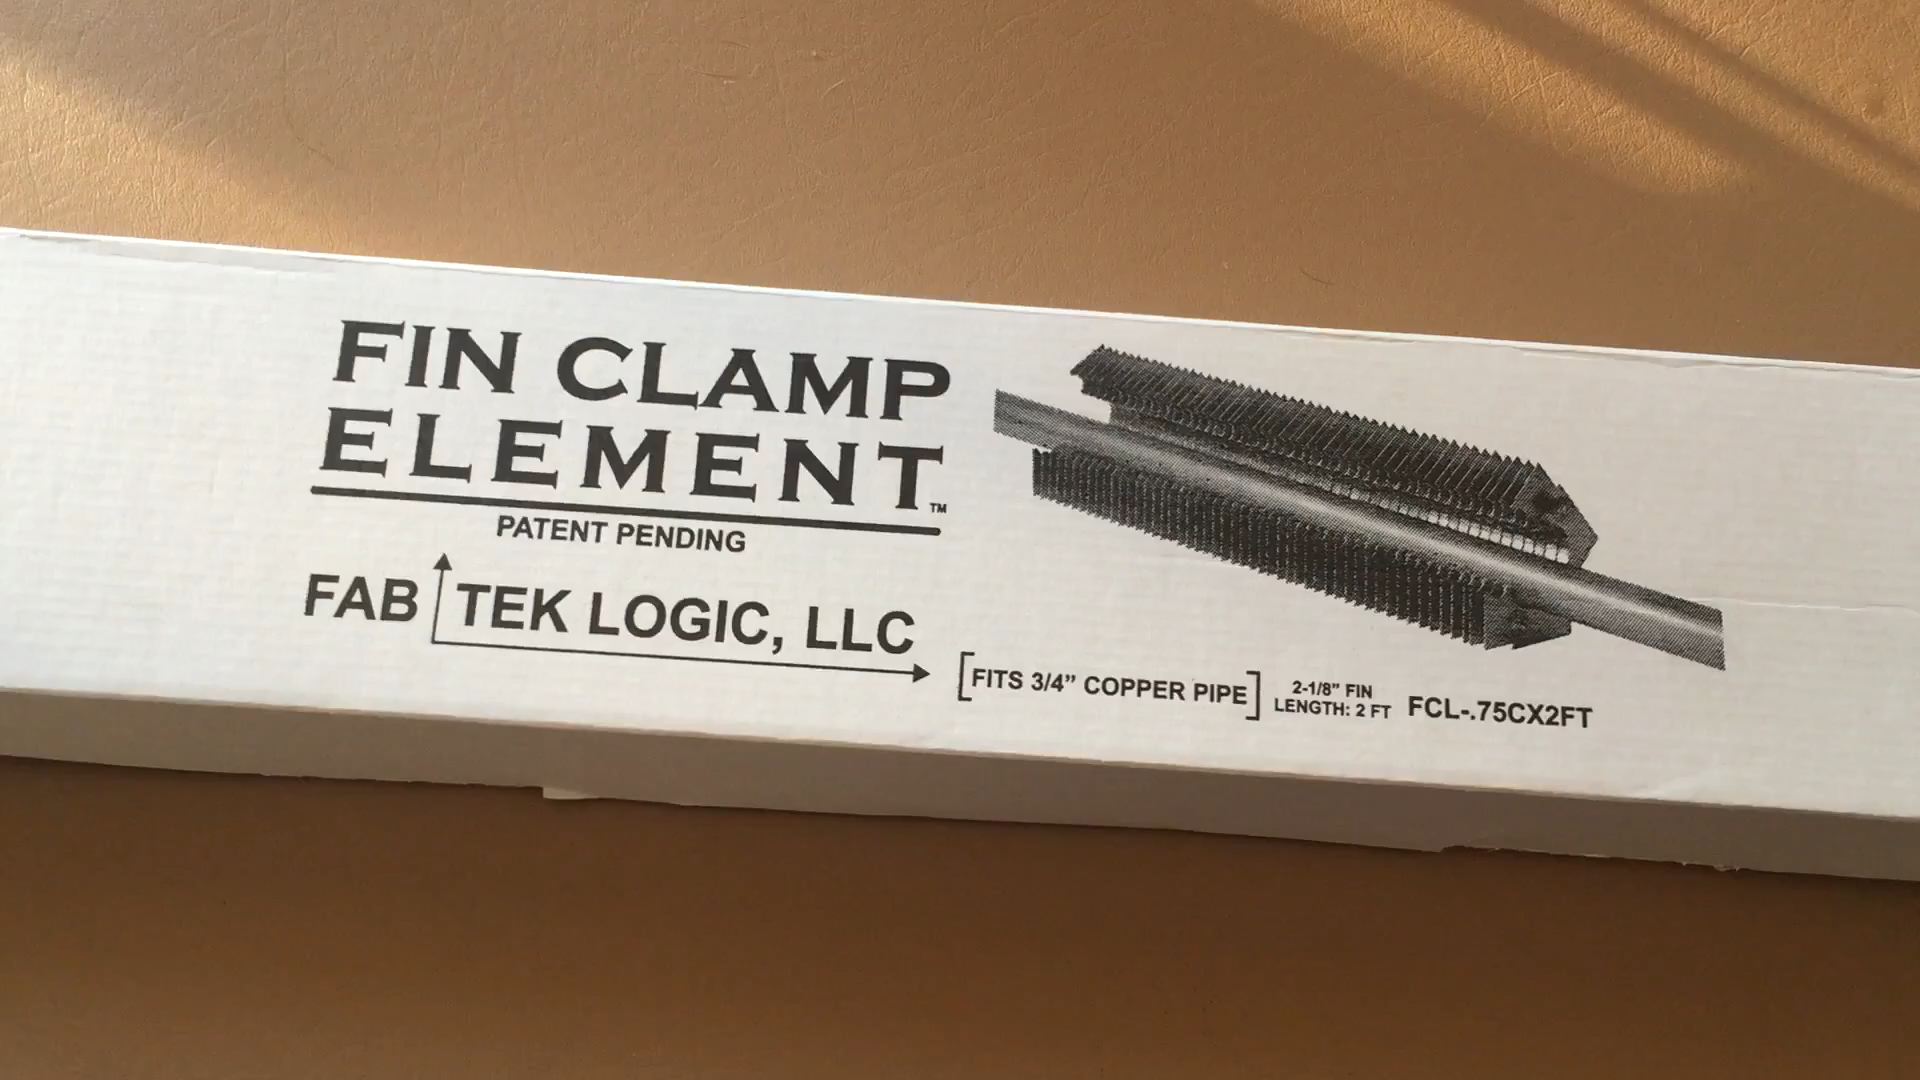 FIN CLAMP
ELEMENT™
PATENT PENDING
FAB TEK LOGIC, LLC
[FITS 3/4” COPPER PIPE]
2-1/8” FIN
LENGTH: 2 FT
FCL-.75CX2FT